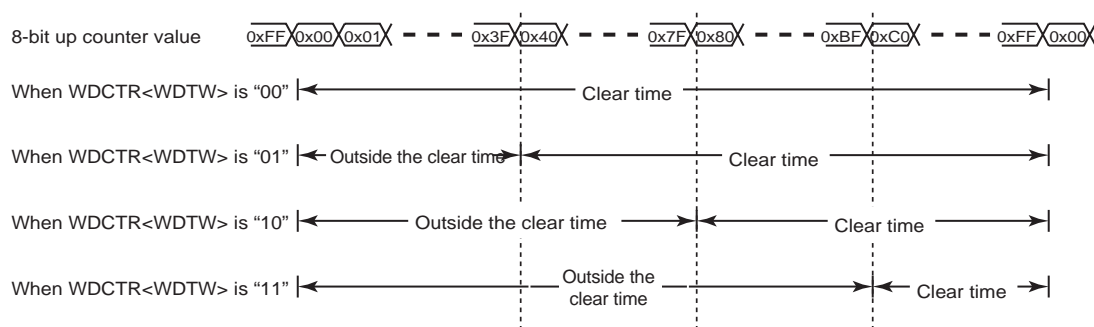 8-bit up counter value 0xFF 0x00 0x01 0x3F 0x40 0x7F 0x80 0xBF 0xC0 0xFF 0x00
When WDCTR<WDTW> is “00” Clear time
When WDCTR<WDTW> is “01” Outside the clear time Clear time
When WDCTR<WDTW> is “10” Outside the clear time Clear time
When WDCTR<WDTW> is “11” Outside the clear time Clear time